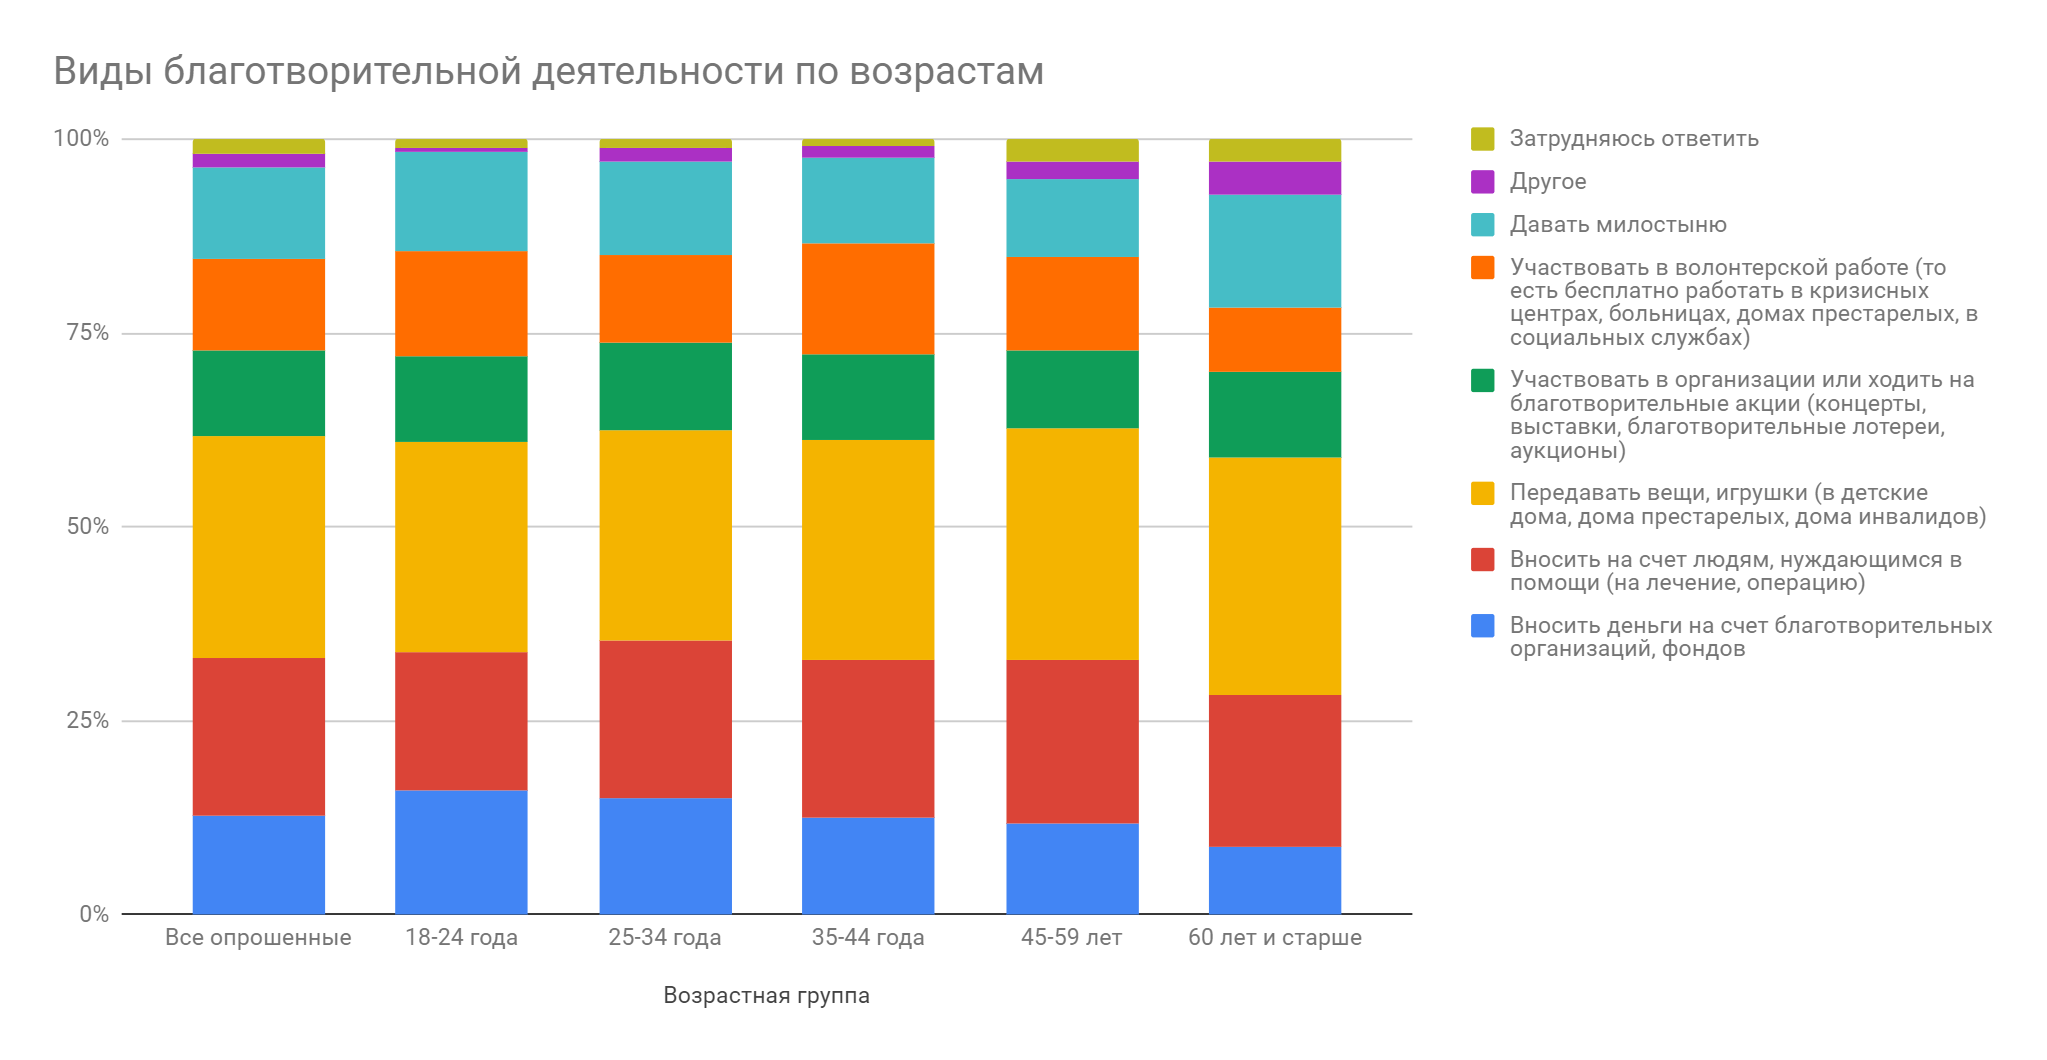 Виды благотворительной деятельности по возрастам
100%
75%
50%
25%
0%
Все опрошенные
18-24 года
25-34 года
35-44 года
45-59 лет
60 лет и старше
Возрастная группа
Затрудняюсь ответить
Другое
Давать милостыню
Участвовать в волонтерской работе (то
есть бесплатно работать в кризисных
центрах, больницах, домах престарелых, в
социальных службах)
Участвовать в организации или ходить на
благотворительные акции (концерты,
выставки, благотворительные лотереи,
аукционы)
Передавать вещи, игрушки (в детские
дома, дома престарелых, дома инвалидов)
Вносить на счет людям, нуждающимся в
помощи (на лечение, операцию)
Вносить деньги на счет благотворительных
организаций, фондов